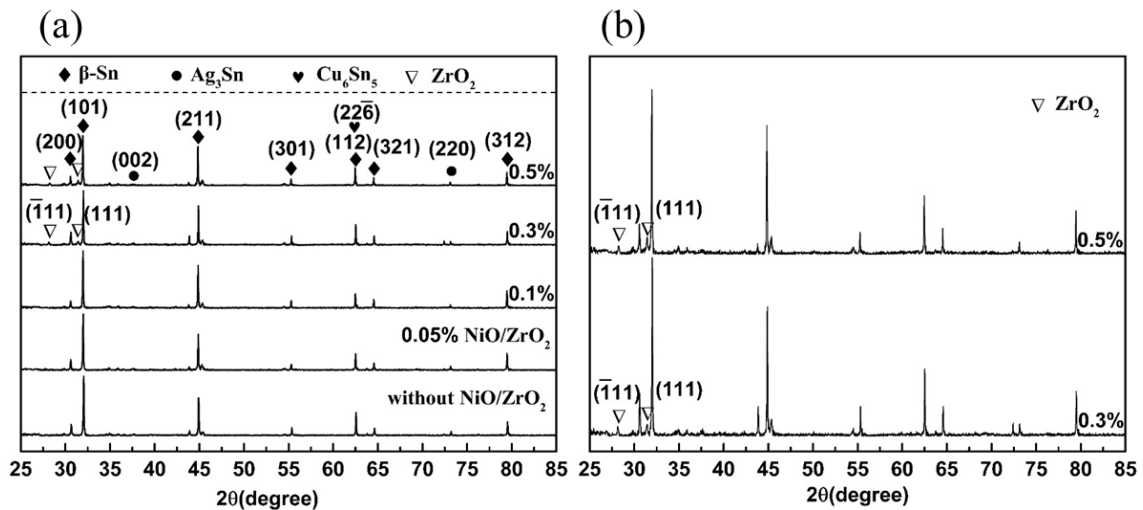 (a)
♦ β-Sn ● Ag₃Sn ♥ Cu₆Sn₅ ▽ ZrO₂
(101)
(200)
(002)
(211)
(301)
(226̅)
(112)
(321)
(220)
(312)
0.5%
(1̅11)
(111)
0.3%
0.1%
0.05% NiO/ZrO₂
without NiO/ZrO₂
25 30 35 40 45 50 55 60 65 70 75 80 85
2θ(degree)
(b)
▽ ZrO₂
(1̅11)
(111)
0.5%
(1̅11)
(111)
0.3%
25 30 35 40 45 50 55 60 65 70 75 80 85
2θ(degree)